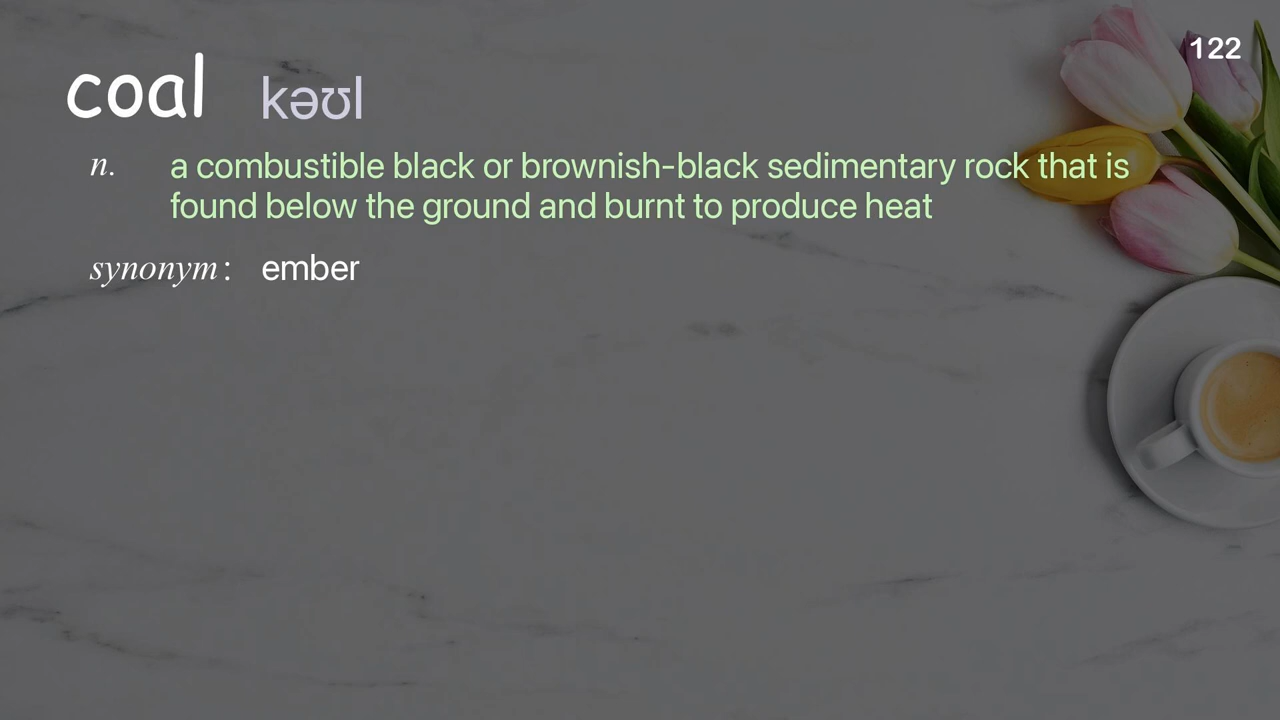 122
coal kəʊl
n. a combustible black or brownish-black sedimentary rock that is
found below the ground and burnt to produce heat
synonym: ember